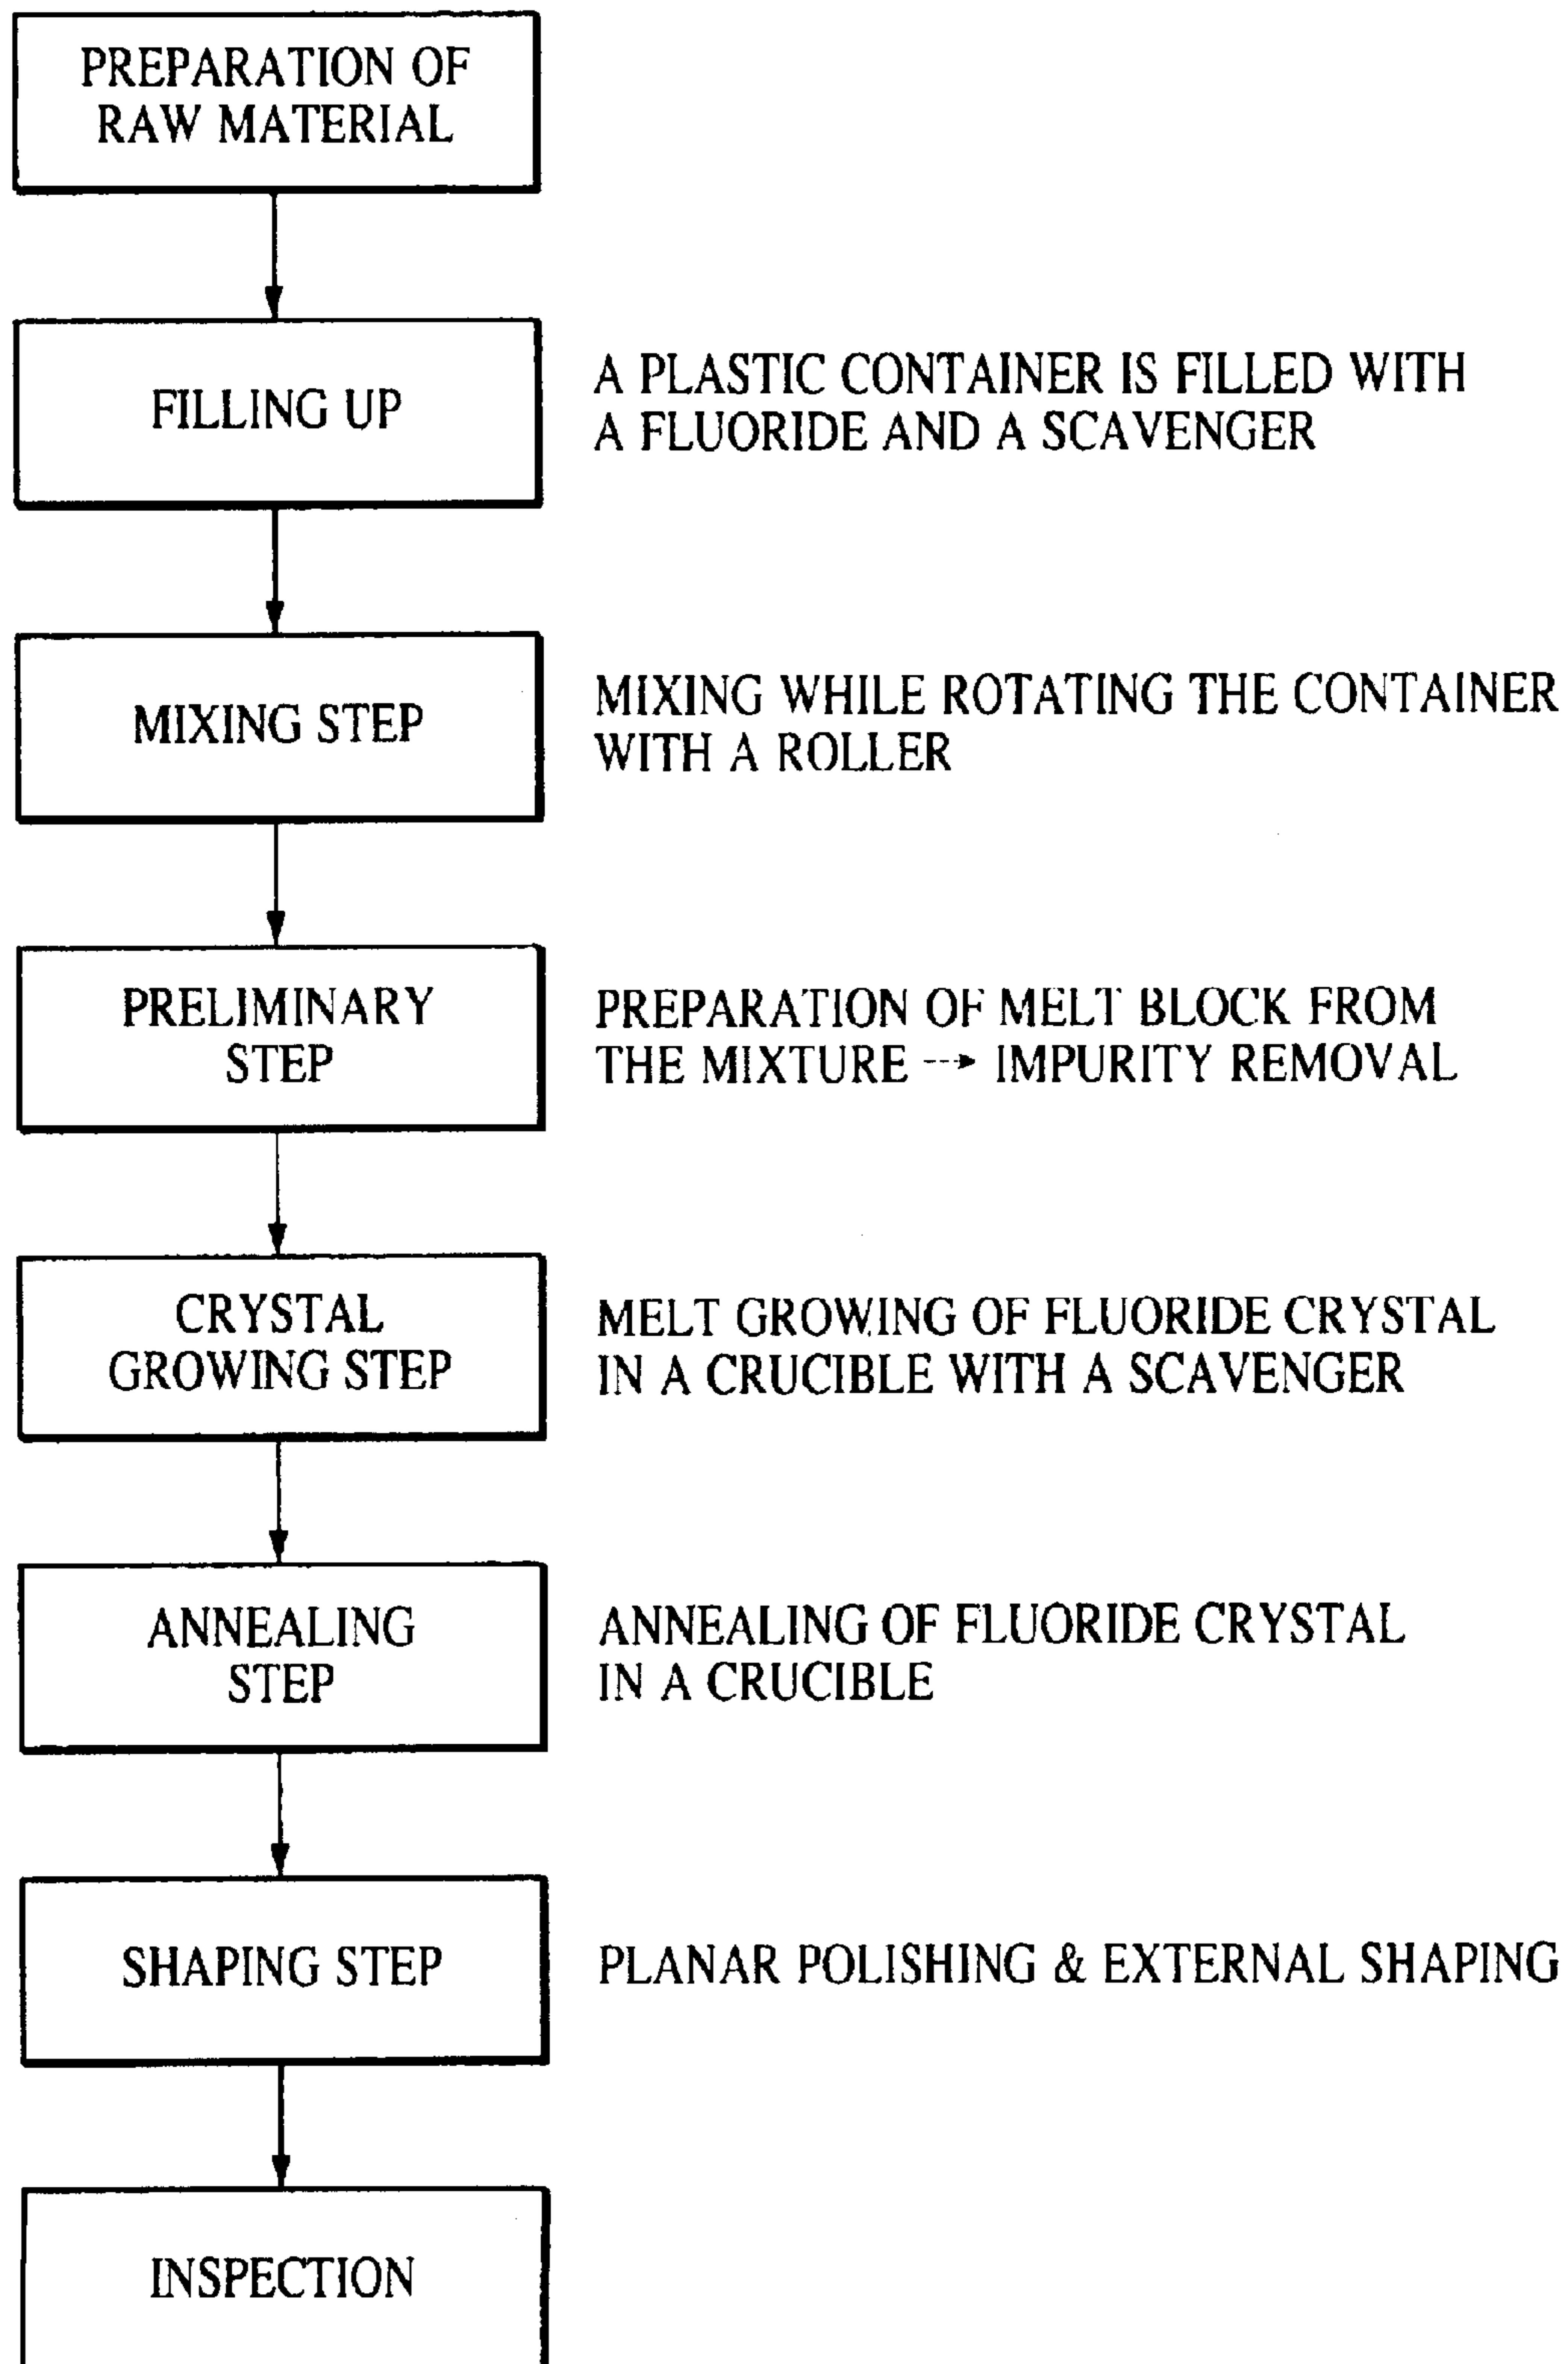 PREPARATION OF
RAW MATERIAL
FILLING UP
A PLASTIC CONTAINER IS FILLED WITH
A FLUORIDE AND A SCAVENGER
MIXING STEP
MIXING WHILE ROTATING THE CONTAINER
WITH A ROLLER
PRELIMINARY
STEP
PREPARATION OF MELT BLOCK FROM
THE MIXTURE --➔ IMPURITY REMOVAL
CRYSTAL
GROWING STEP
MELT GROWING OF FLUORIDE CRYSTAL
IN A CRUCIBLE WITH A SCAVENGER
ANNEALING
STEP
ANNEALING OF FLUORIDE CRYSTAL
IN A CRUCIBLE
SHAPING STEP
PLANAR POLISHING & EXTERNAL SHAPING
INSPECTION